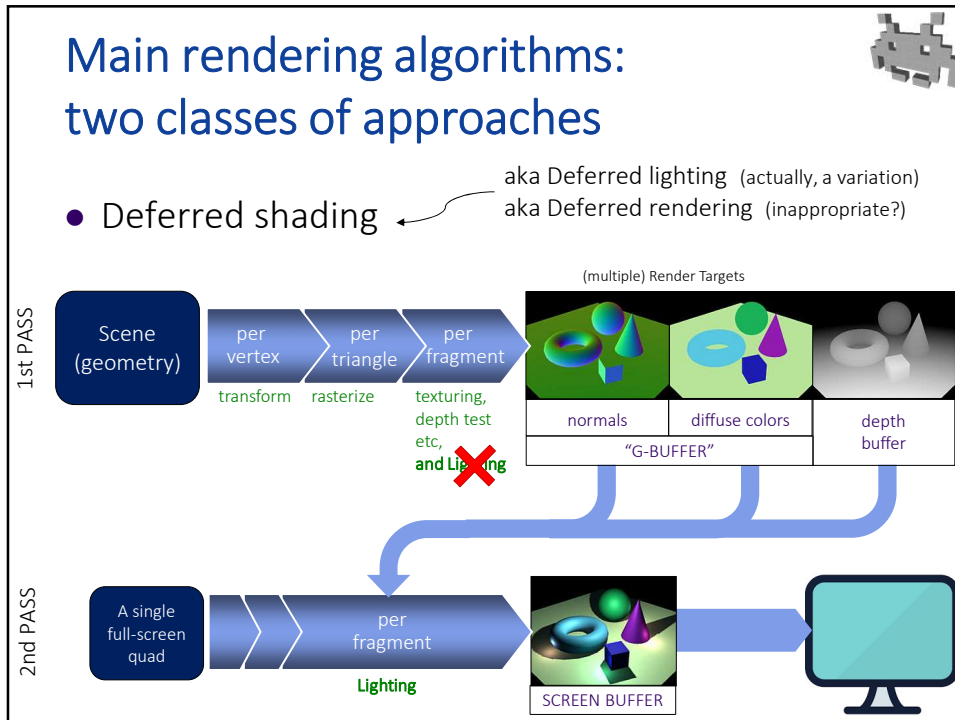 Main rendering algorithms:
two classes of approaches
● Deferred shading
aka Deferred lighting (actually, a variation)
aka Deferred rendering (inappropriate?)
(multiple) Render Targets
1st PASS
Scene
(geometry)
per
vertex
per
triangle
per
fragment
transform
rasterize
texturing,
depth test
etc,
and Lighting
normals
diffuse colors
depth
buffer
“G-BUFFER”
2nd PASS
A single
full-screen
quad
per
fragment
Lighting
SCREEN BUFFER